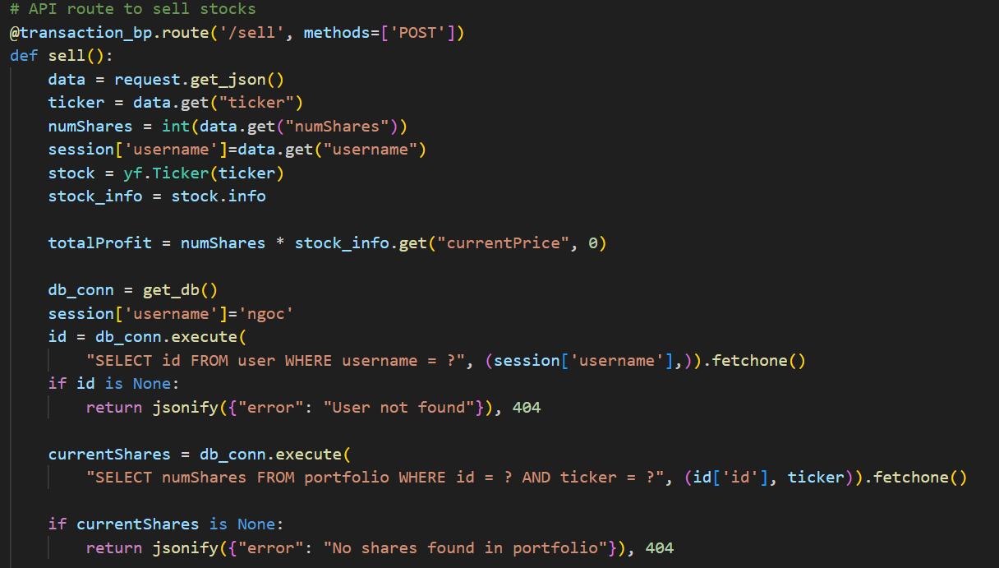 # API route to sell stocks
@transaction_bp.route('/sell', methods=['POST'])
def sell():
    data = request.get_json()
    ticker = data.get("ticker")
    numShares = int(data.get("numShares"))
    session['username']=data.get("username")
    stock = yf.Ticker(ticker)
    stock_info = stock.info

    totalProfit = numShares * stock_info.get("currentPrice", 0)

    db_conn = get_db()
    session['username']='ngoc'
    id = db_conn.execute(
        "SELECT id FROM user WHERE username = ?", (session['username'],)).fetchone()
    if id is None:
        return jsonify({"error": "User not found"}), 404

    currentShares = db_conn.execute(
        "SELECT numShares FROM portfolio WHERE id = ? AND ticker = ?", (id['id'], ticker)).fetchone()

    if currentShares is None:
        return jsonify({"error": "No shares found in portfolio"}), 404